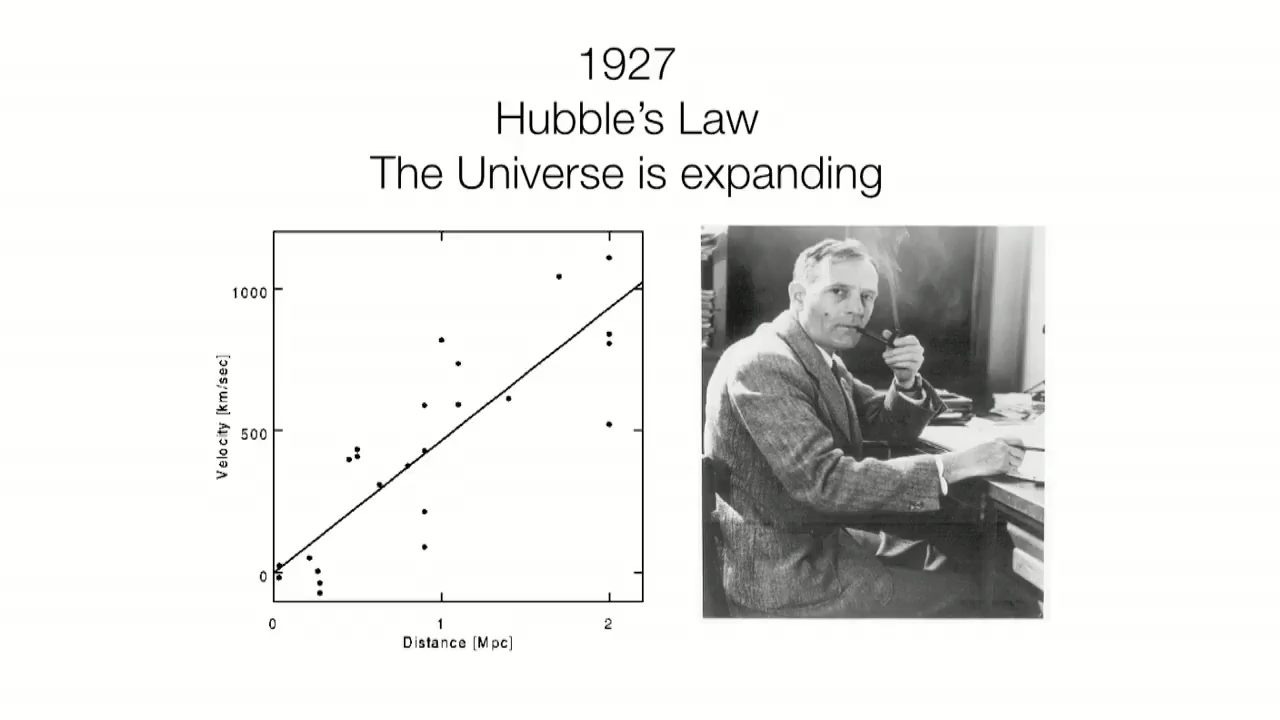 1927
Hubble's Law
The Universe is expanding
1000
500
0
Velocity [km/sec]
0 1 2
Distance [Mpc]